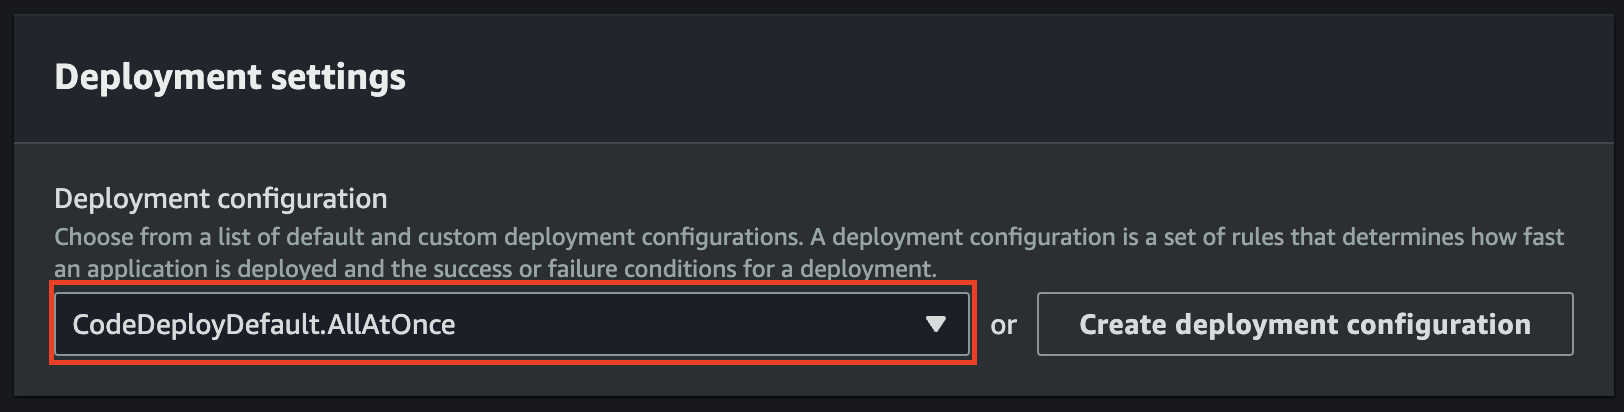 Deployment settings
Deployment configuration
Choose from a list of default and custom deployment configurations. A deployment configuration is a set of rules that determines how fast
an application is deployed and the success or failure conditions for a deployment.
CodeDeployDefault.AllAtOnce or Create deployment configuration